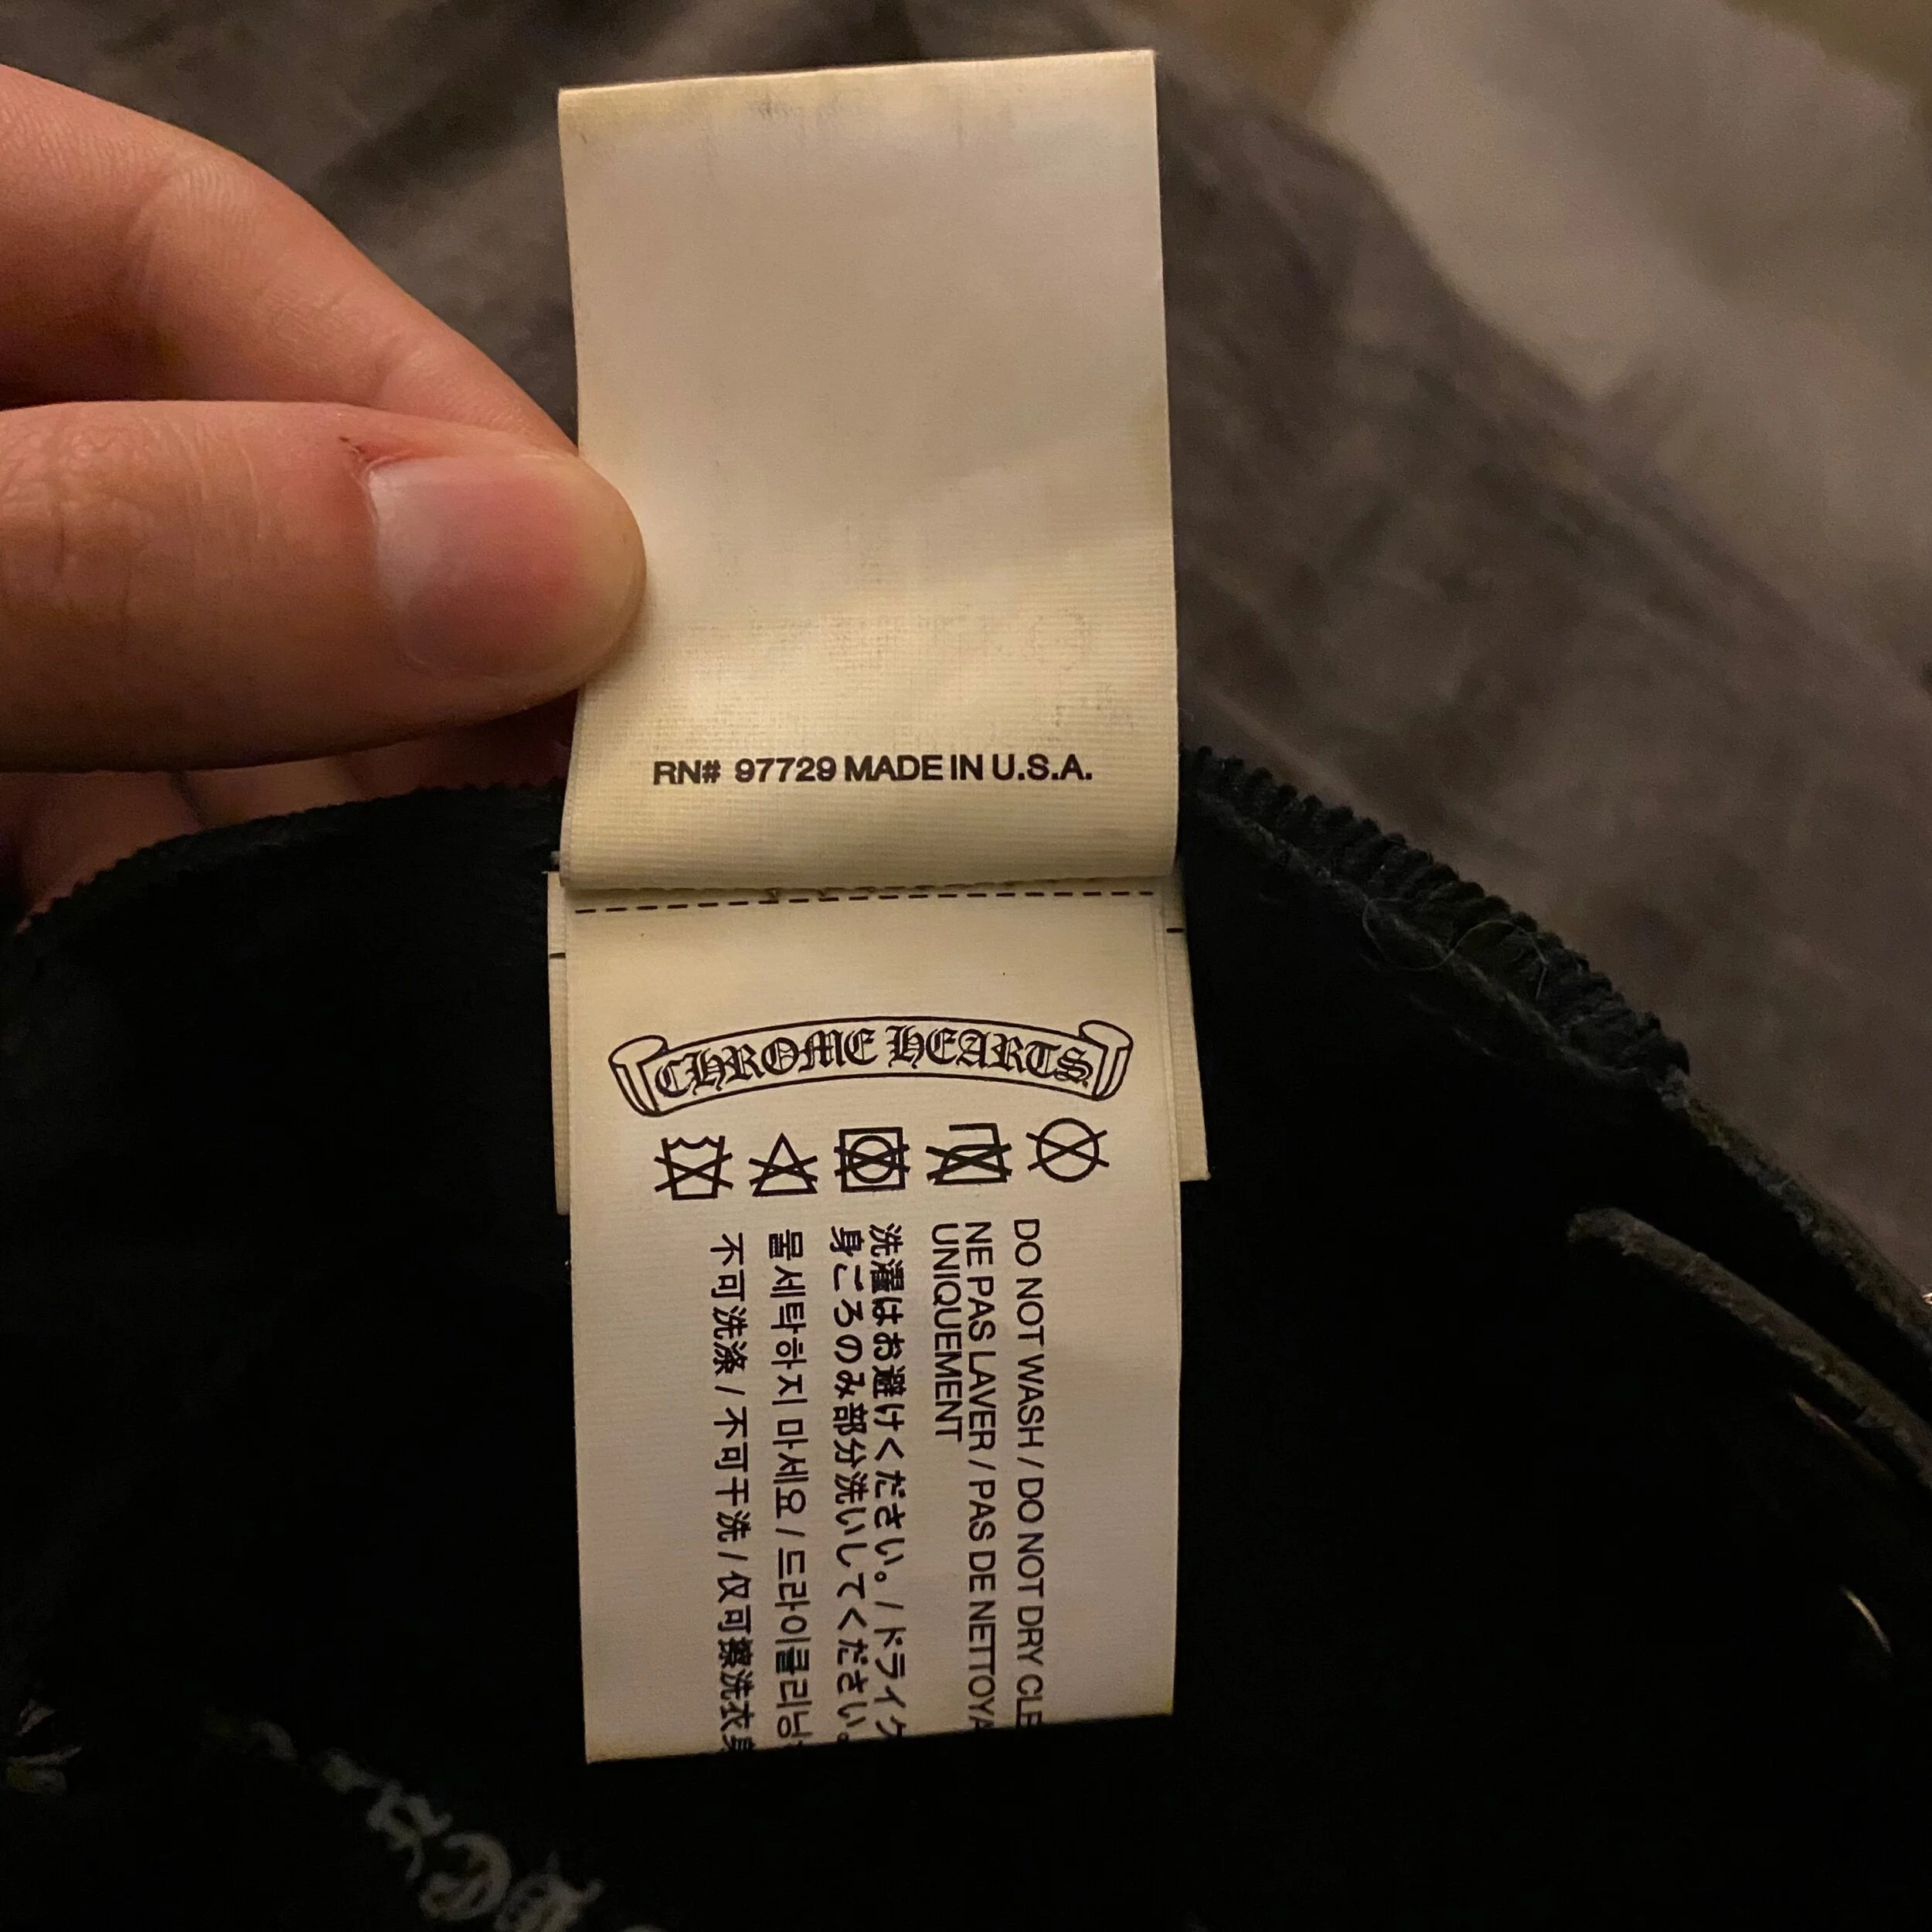 RN# 97729 MADE IN U.S.A.
CHROME HEARTS
DO NOT WASH / DO NOT DRY CLE
NE PAS LAVER / PAS DE NETTOYA
UNIQUEMENT
洗濯はお避けください。/ ドライク
身ごろのみ部分洗いしてください。
물세탁하지 마세요 / 드라이클리닝
不可洗涤 / 不可干洗 / 仅可擦洗衣身